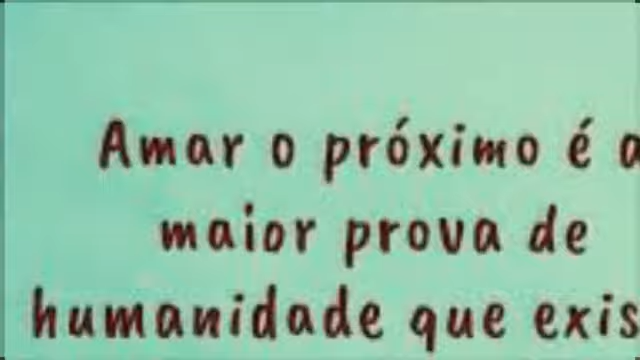 Amar o próximo é a
maior prova de
humanidade que exis